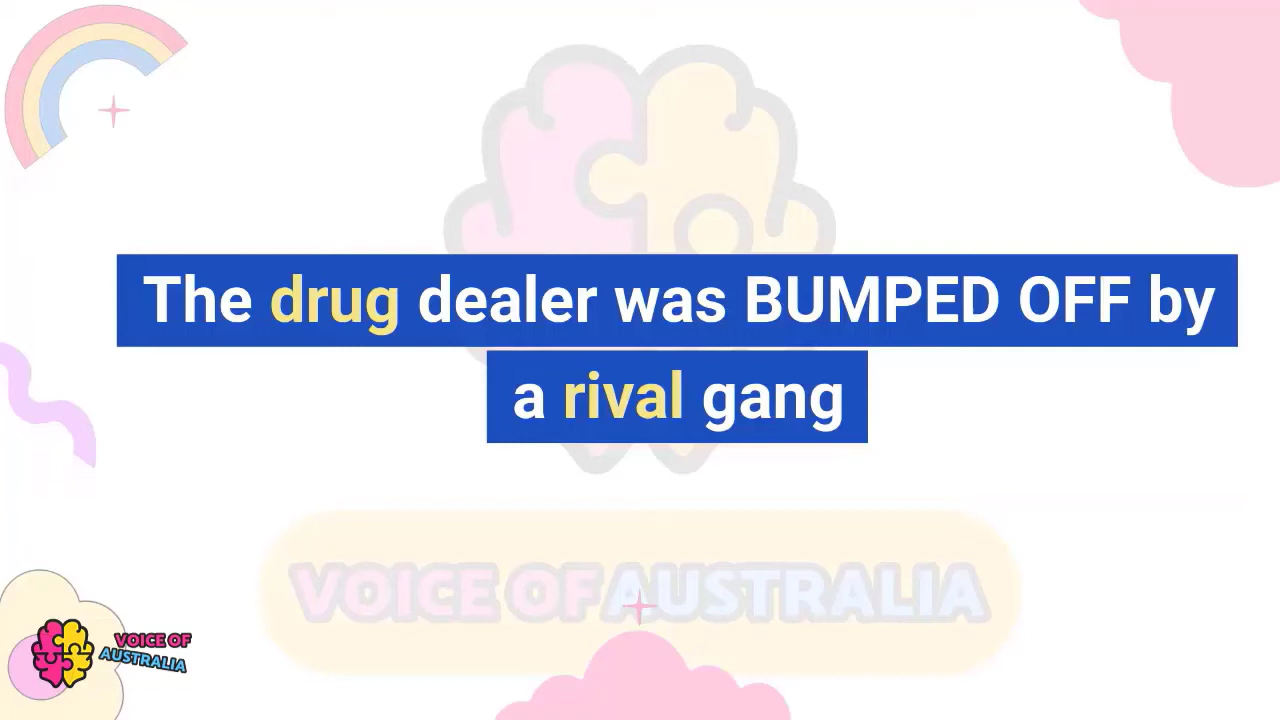 The drug dealer was BUMPED OFF by
a rival gang
VOICE OF AUSTRALIA
VOICE OF
AUSTRALIA